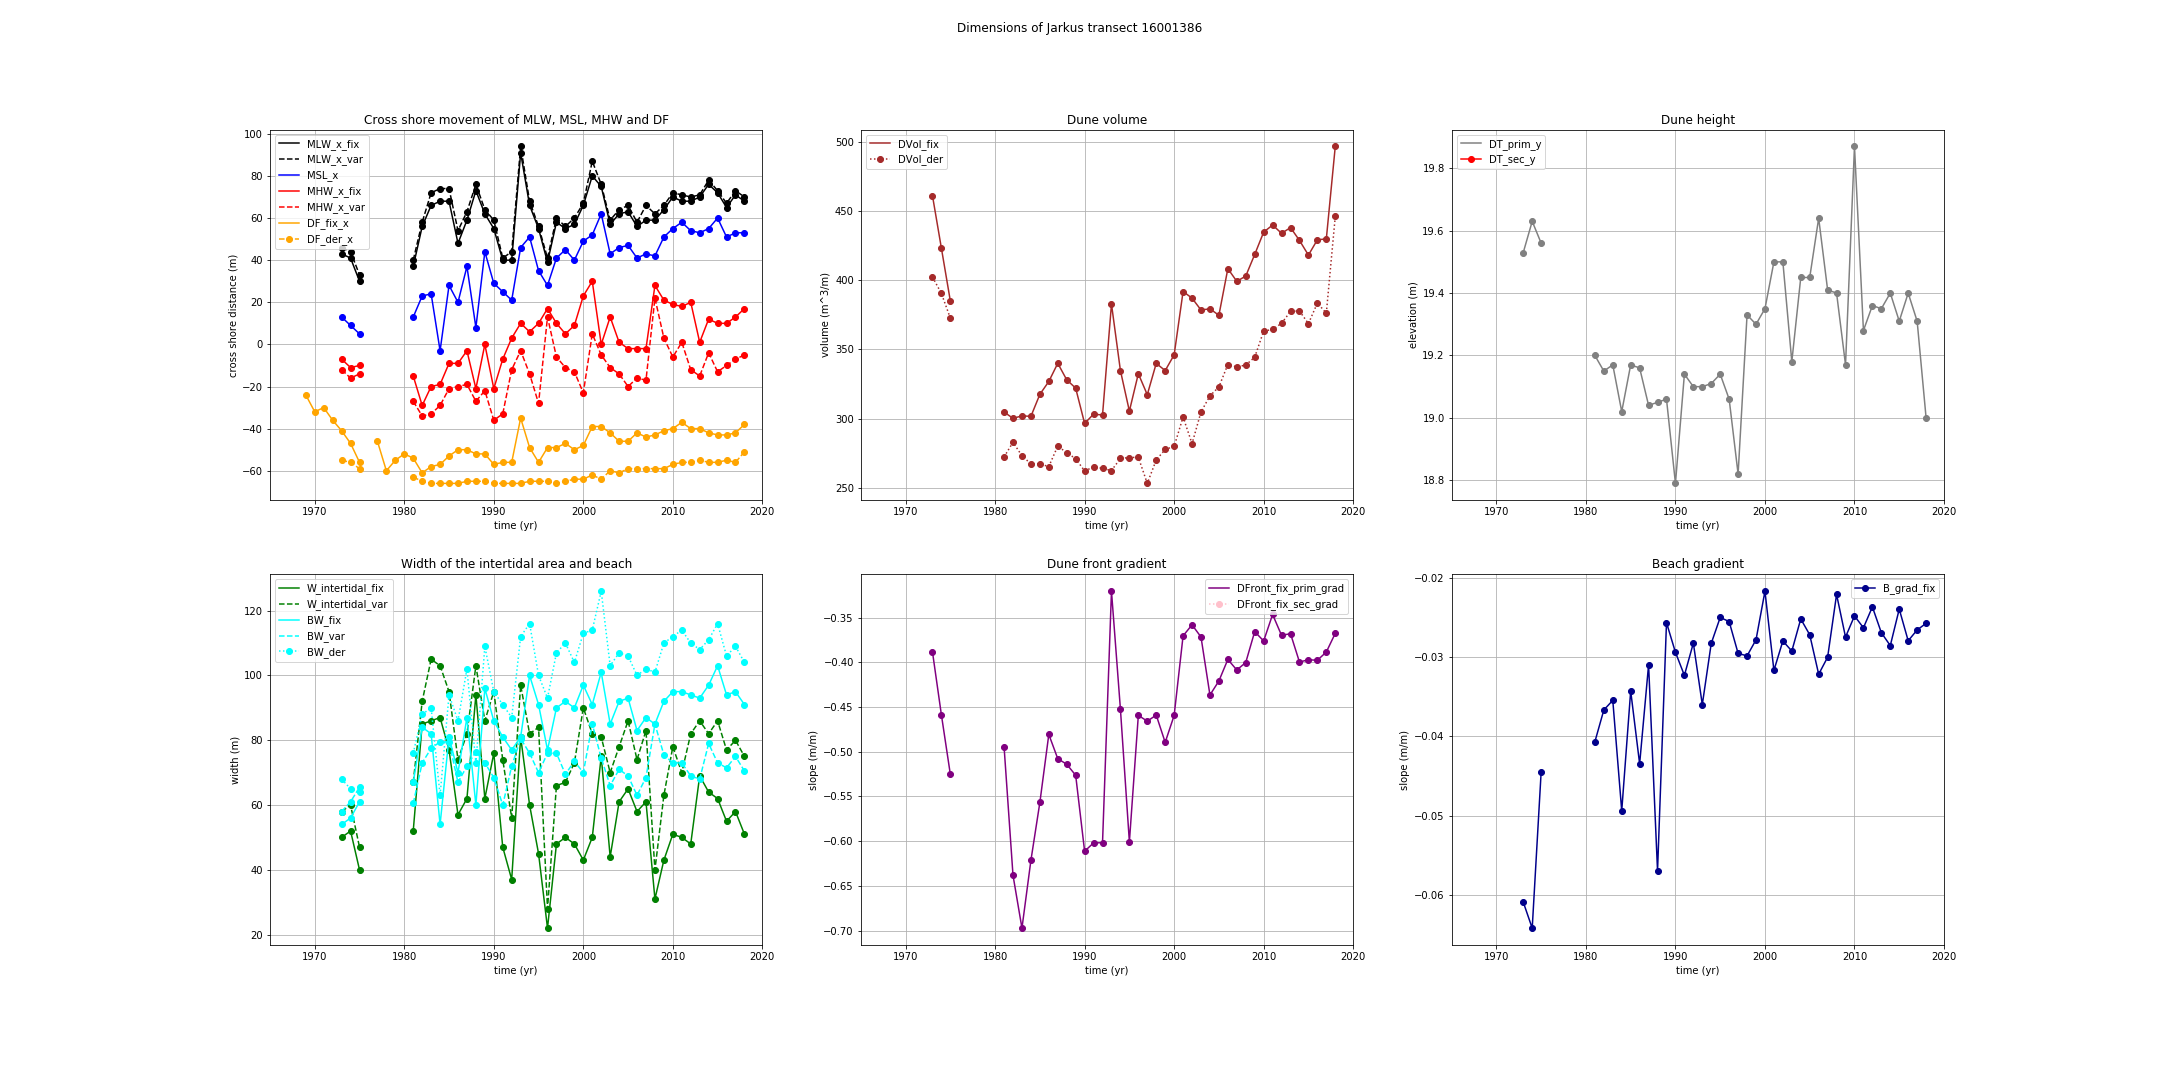 Dimensions of Jarkus transect 16001386
Cross shore movement of MLW, MSL, MHW and DF
cross shore distance (m)
100
80
60
40
20
0
−20
−40
−60
MLW_x_fix
MLW_x_var
MSL_x
MHW_x_fix
MHW_x_var
DF_fix_x
DF_der_x
1970 1980 1990 2000 2010 2020
time (yr)
Dune volume
volume (m^3/m)
500
450
400
350
300
250
DVol_fix
DVol_der
1970 1980 1990 2000 2010 2020
time (yr)
Dune height
elevation (m)
19.8
19.6
19.4
19.2
19.0
18.8
DT_prim_y
DT_sec_y
1970 1980 1990 2000 2010 2020
time (yr)
Width of the intertidal area and beach
width (m)
120
100
80
60
40
20
W_intertidal_fix
W_intertidal_var
BW_fix
BW_var
BW_der
1970 1980 1990 2000 2010 2020
time (yr)
Dune front gradient
slope (m/m)
−0.35
−0.40
−0.45
−0.50
−0.55
−0.60
−0.65
−0.70
DFront_fix_prim_grad
DFront_fix_sec_grad
1970 1980 1990 2000 2010 2020
time (yr)
Beach gradient
slope (m/m)
−0.02
−0.03
−0.04
−0.05
−0.06
B_grad_fix
1970 1980 1990 2000 2010 2020
time (yr)